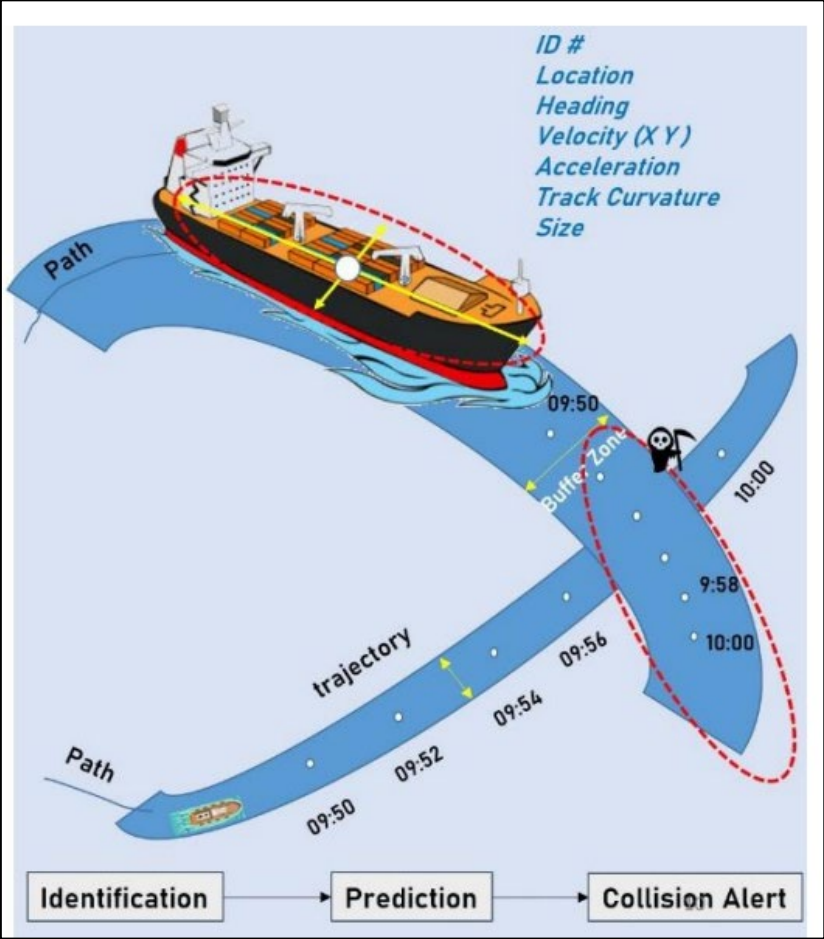 ID #
Location
Heading
Velocity (X Y)
Acceleration
Track Curvature
Size
Path
09:50
Buffer Zone
10:00
9:58
10:00
trajectory
09:56
09:54
09:52
09:50
Path
Identification
Prediction
Collision Alert